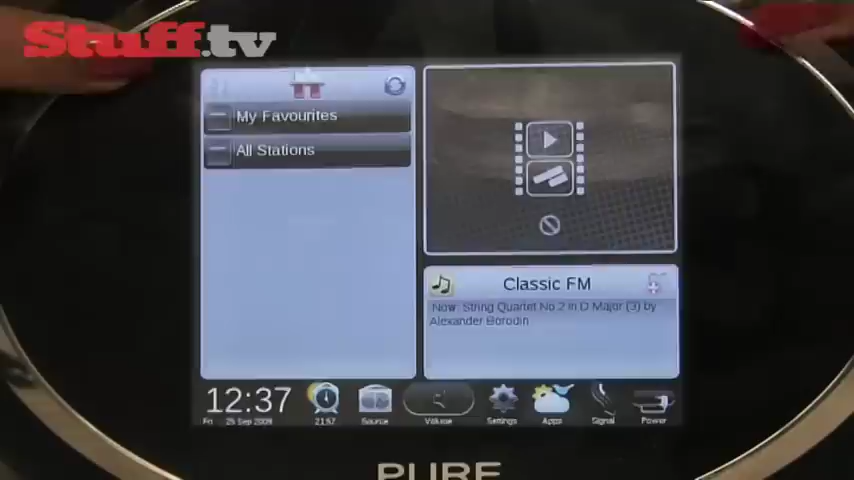 Stuff.tv
My Favourites
All Stations
Classic FM
Now: String Quartet No.2 in D Major (3) by
Alexander Borodin
12:37
Fri 25 Sep 2009
21:57
Source
Volume
Settings
Apps
Signal
Power
PURE